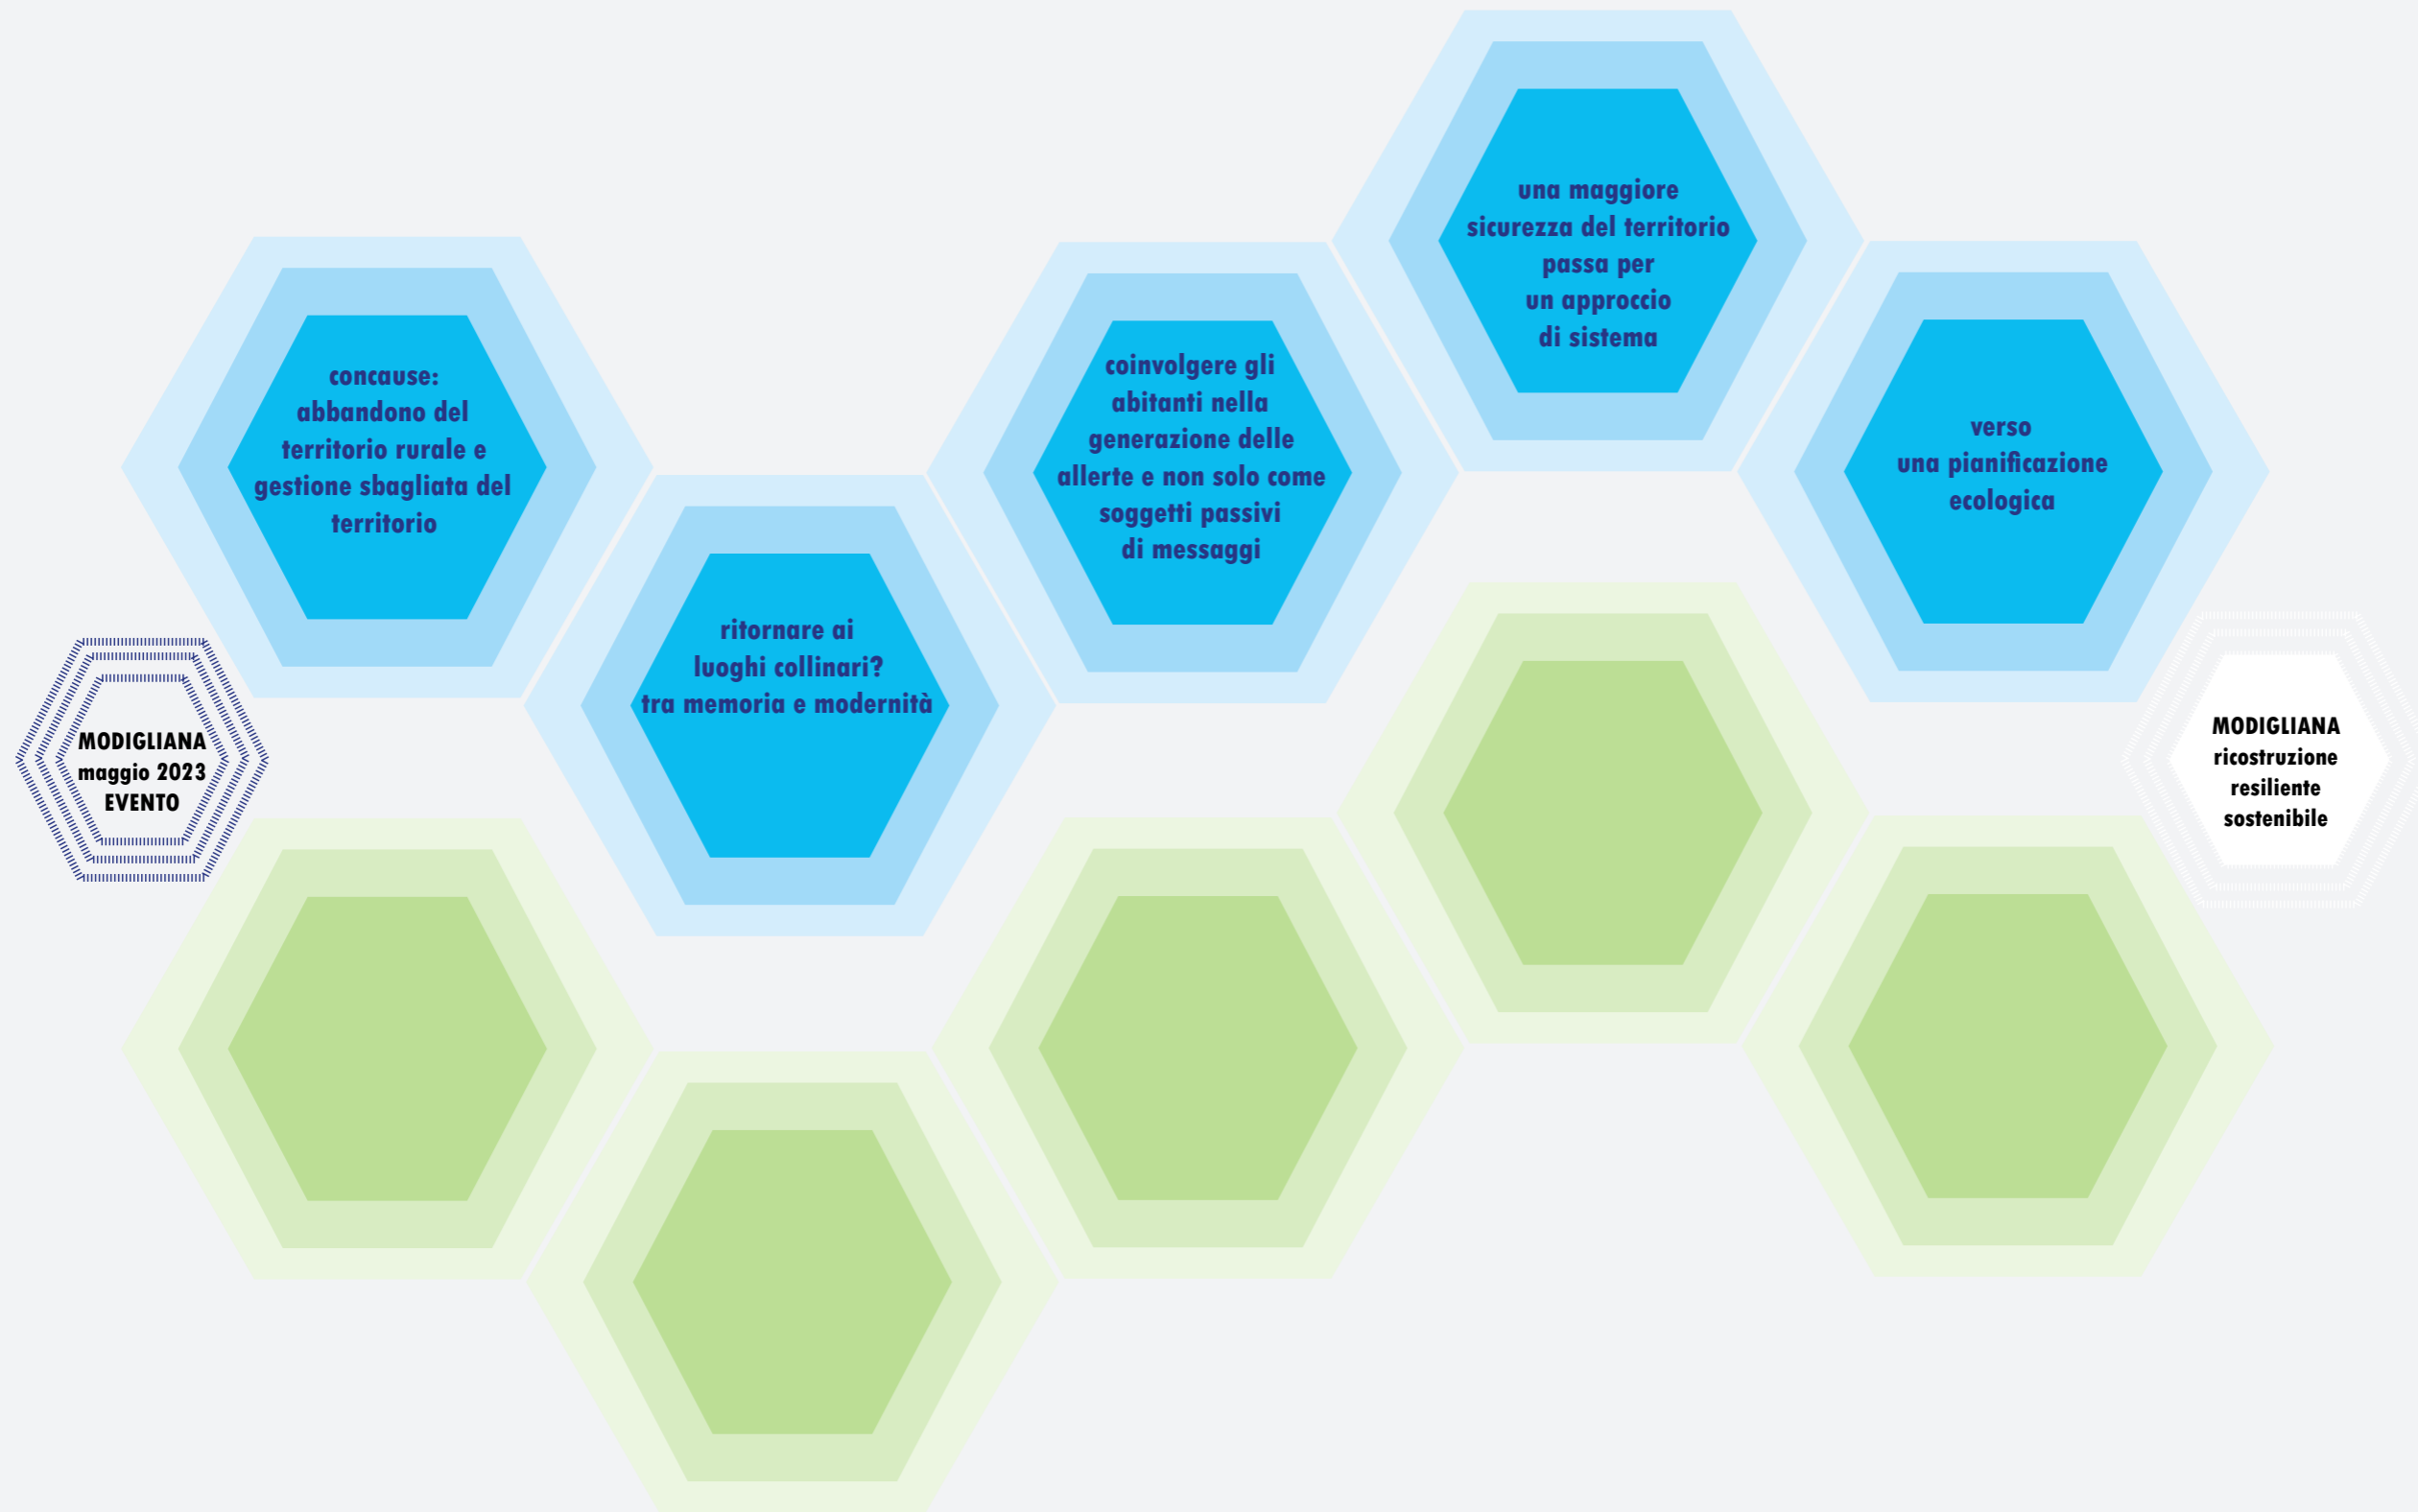 MODIGLIANA
maggio 2023
EVENTO
concause:
abbandono del
territorio rurale e
gestione sbagliata del
territorio
ritornare ai
luoghi collinari?
tra memoria e modernità
coinvolgere gli
abitanti nella
generazione delle
allerte e non solo come
soggetti passivi
di messaggi
una maggiore
sicurezza del territorio
passa per
un approccio
di sistema
verso
una pianificazione
ecologica
MODIGLIANA
ricostruzione
resiliente
sostenibile